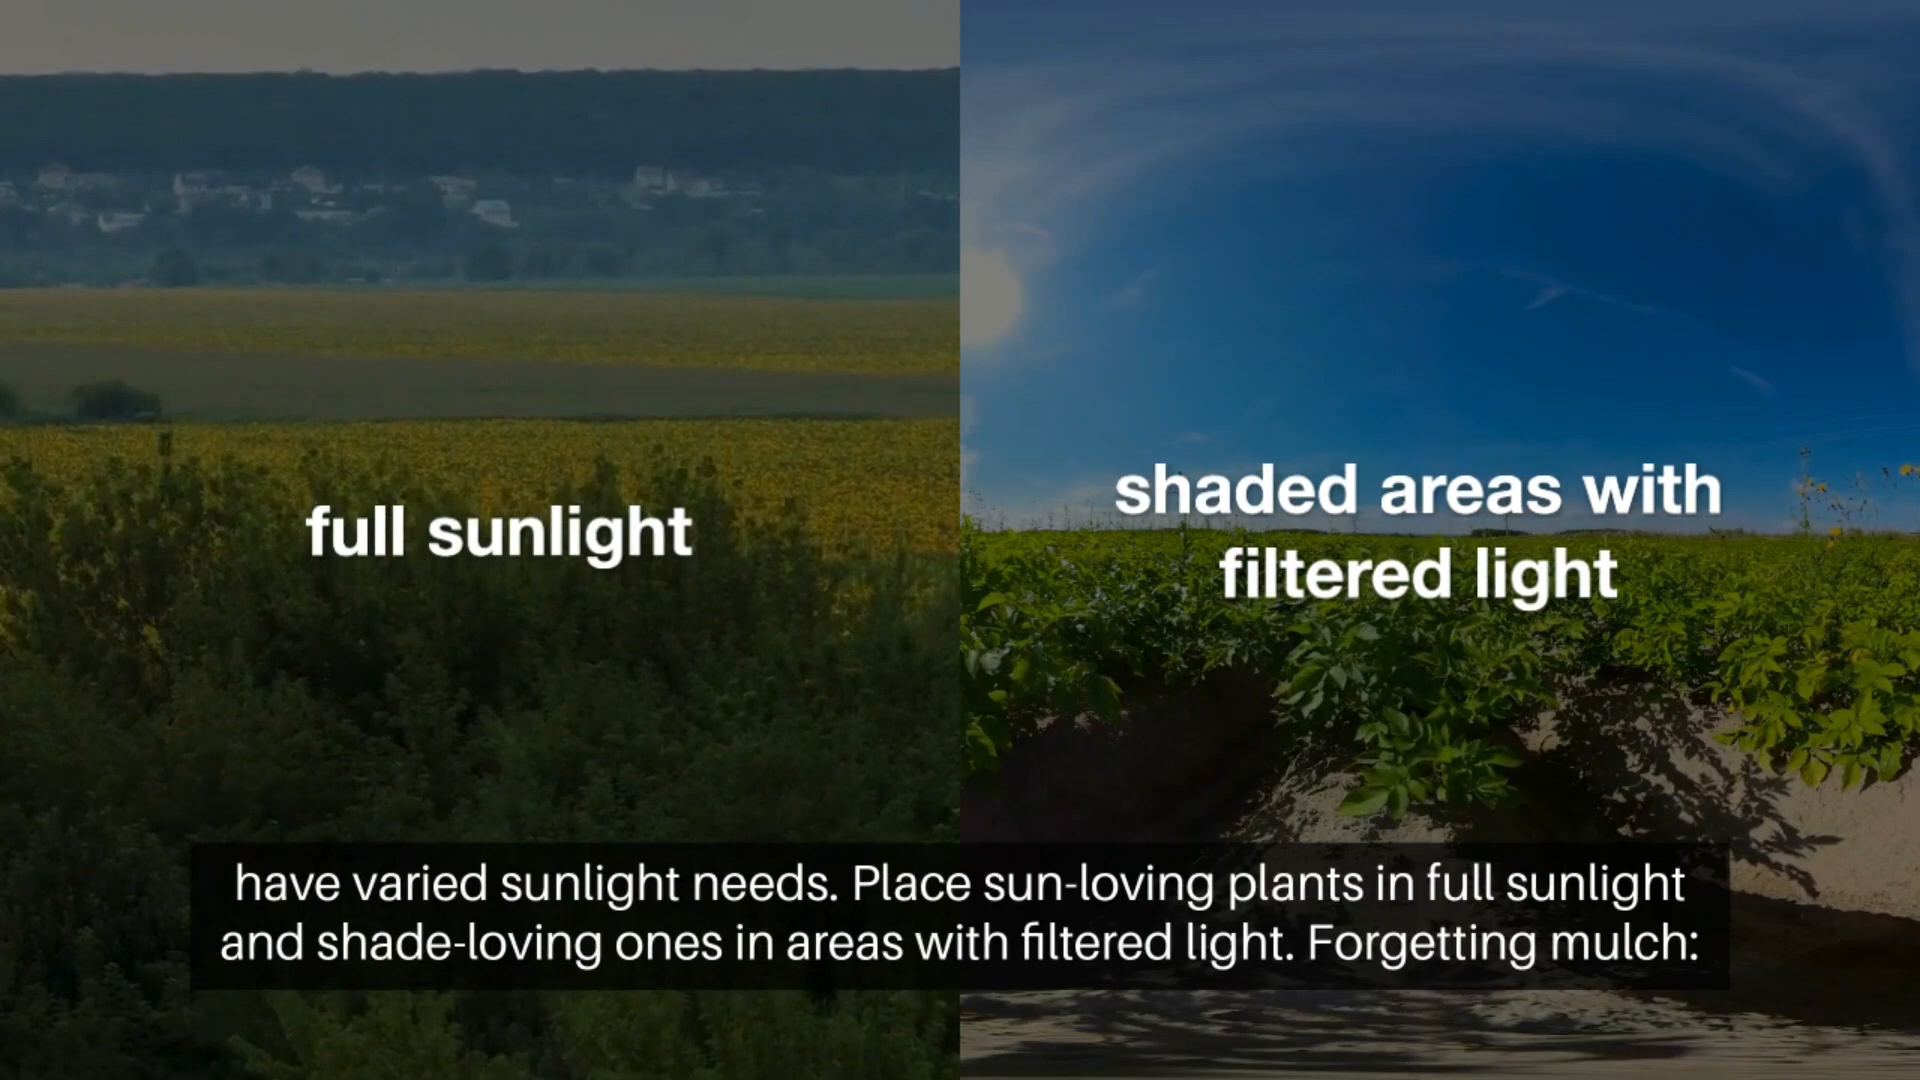 full sunlight
shaded areas with
filtered light
have varied sunlight needs. Place sun-loving plants in full sunlight
and shade-loving ones in areas with filtered light. Forgetting mulch: